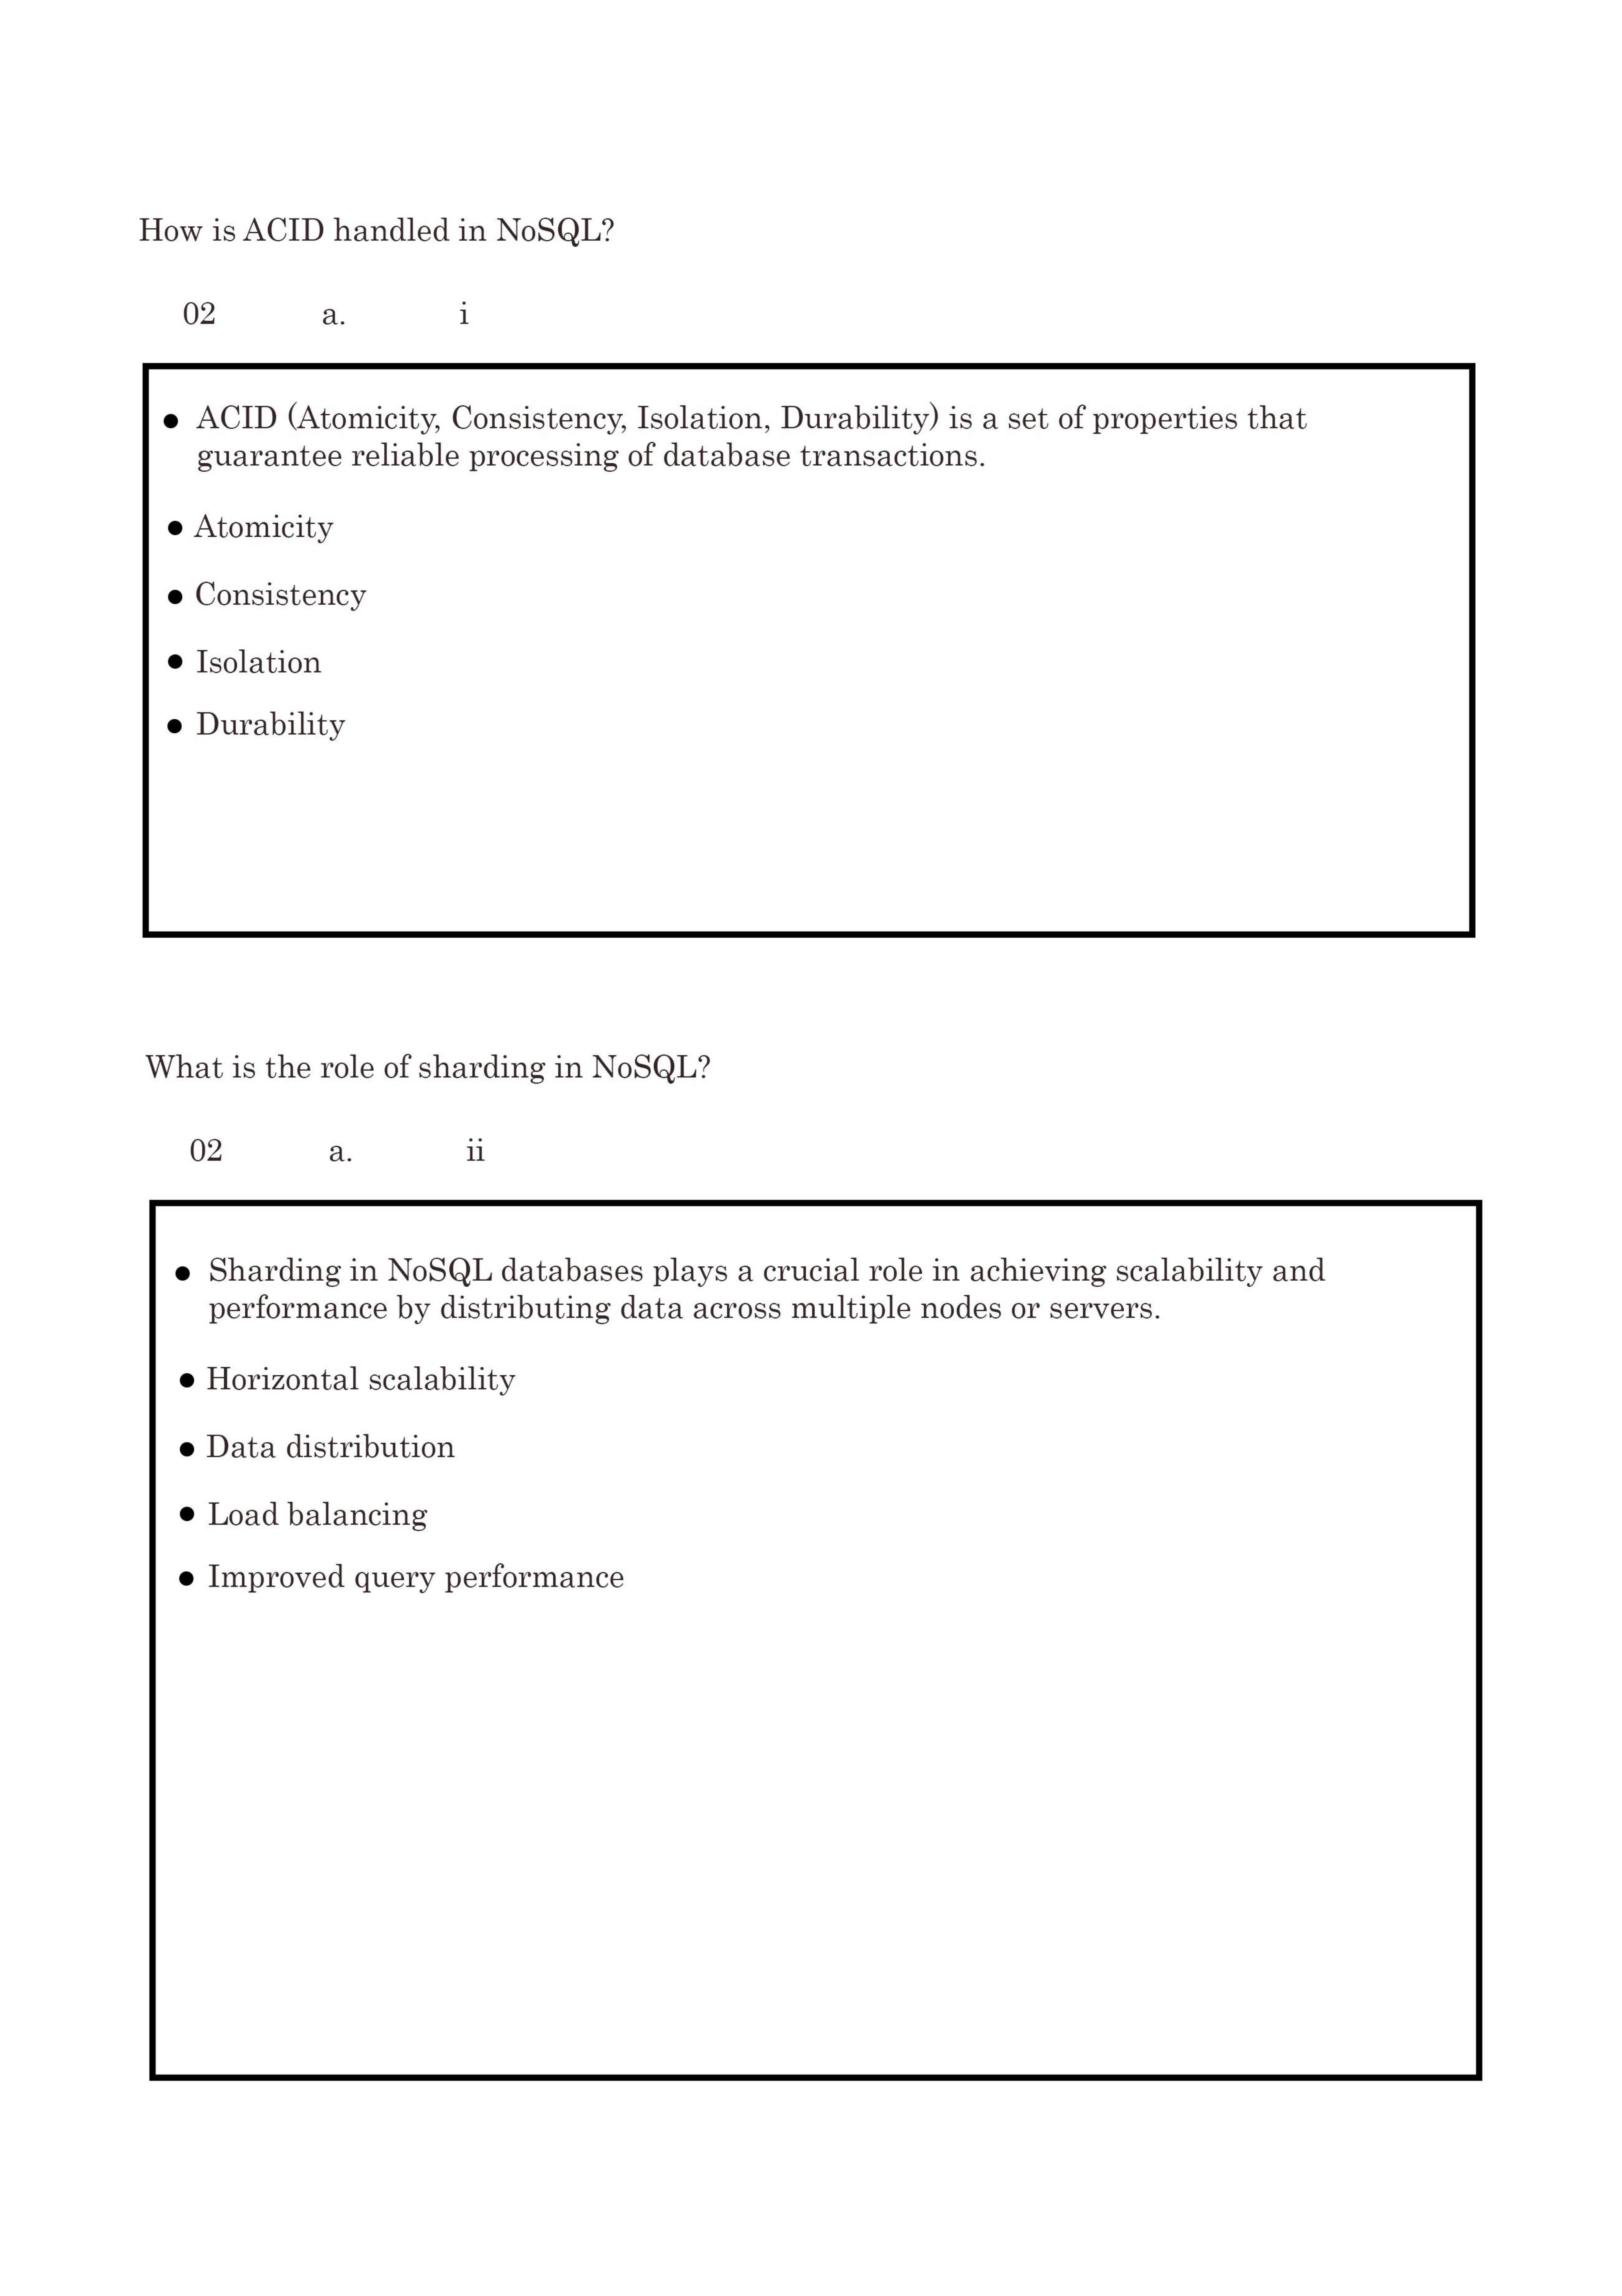 How is ACID handled in NoSQL?
02 a. i
● ACID (Atomicity, Consistency, Isolation, Durability) is a set of properties that
guarantee reliable processing of database transactions.
● Atomicity
● Consistency
● Isolation
● Durability
What is the role of sharding in NoSQL?
02 a. ii
● Sharding in NoSQL databases plays a crucial role in achieving scalability and
performance by distributing data across multiple nodes or servers.
● Horizontal scalability
● Data distribution
● Load balancing
● Improved query performance